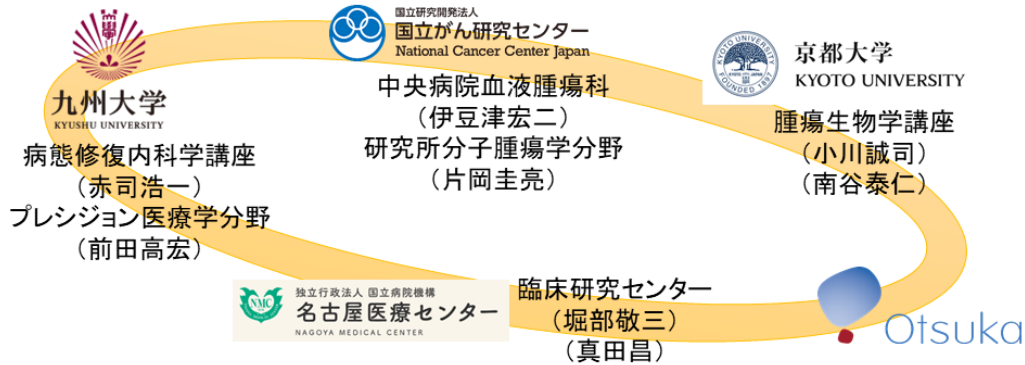 九州大学
KYUSHU UNIVERSITY
病態修復内科学講座
（赤司浩一）
プレシジョン医療学分野
（前田高宏）
国立研究開発法人
国立がん研究センター
National Cancer Center Japan
中央病院血液腫瘍科
（伊豆津宏二）
研究所分子腫瘍学分野
（片岡圭亮）
KYOTO UNIVERSITY
FOUNDED 1897
京都大学
KYOTO UNIVERSITY
腫瘍生物学講座
（小川誠司）
（南谷泰仁）
NMC
独立行政法人 国立病院機構
名古屋医療センター
NAGOYA MEDICAL CENTER
臨床研究センター
（堀部敬三）
（真田昌）
Otsuka